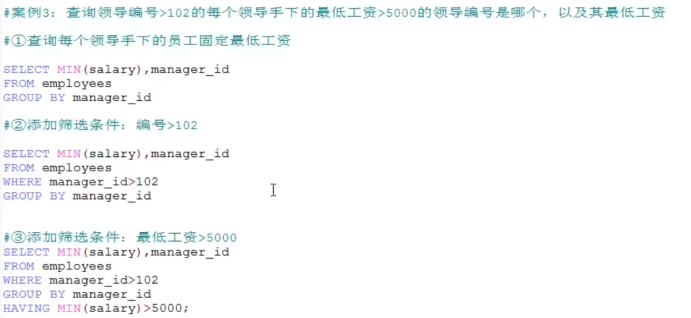 #案例3：查询领导编号>102的每个领导手下的最低工资>5000的领导编号是哪个，以及其最低工资
#①查询每个领导手下的员工固定最低工资
SELECT MIN(salary),manager_id
FROM employees
GROUP BY manager_id
#②添加筛选条件：编号>102
SELECT MIN(salary),manager_id
FROM employees
WHERE manager_id>102
GROUP BY manager_id
#③添加筛选条件：最低工资>5000
SELECT MIN(salary),manager_id
FROM employees
WHERE manager_id>102
GROUP BY manager_id
HAVING MIN(salary)>5000;